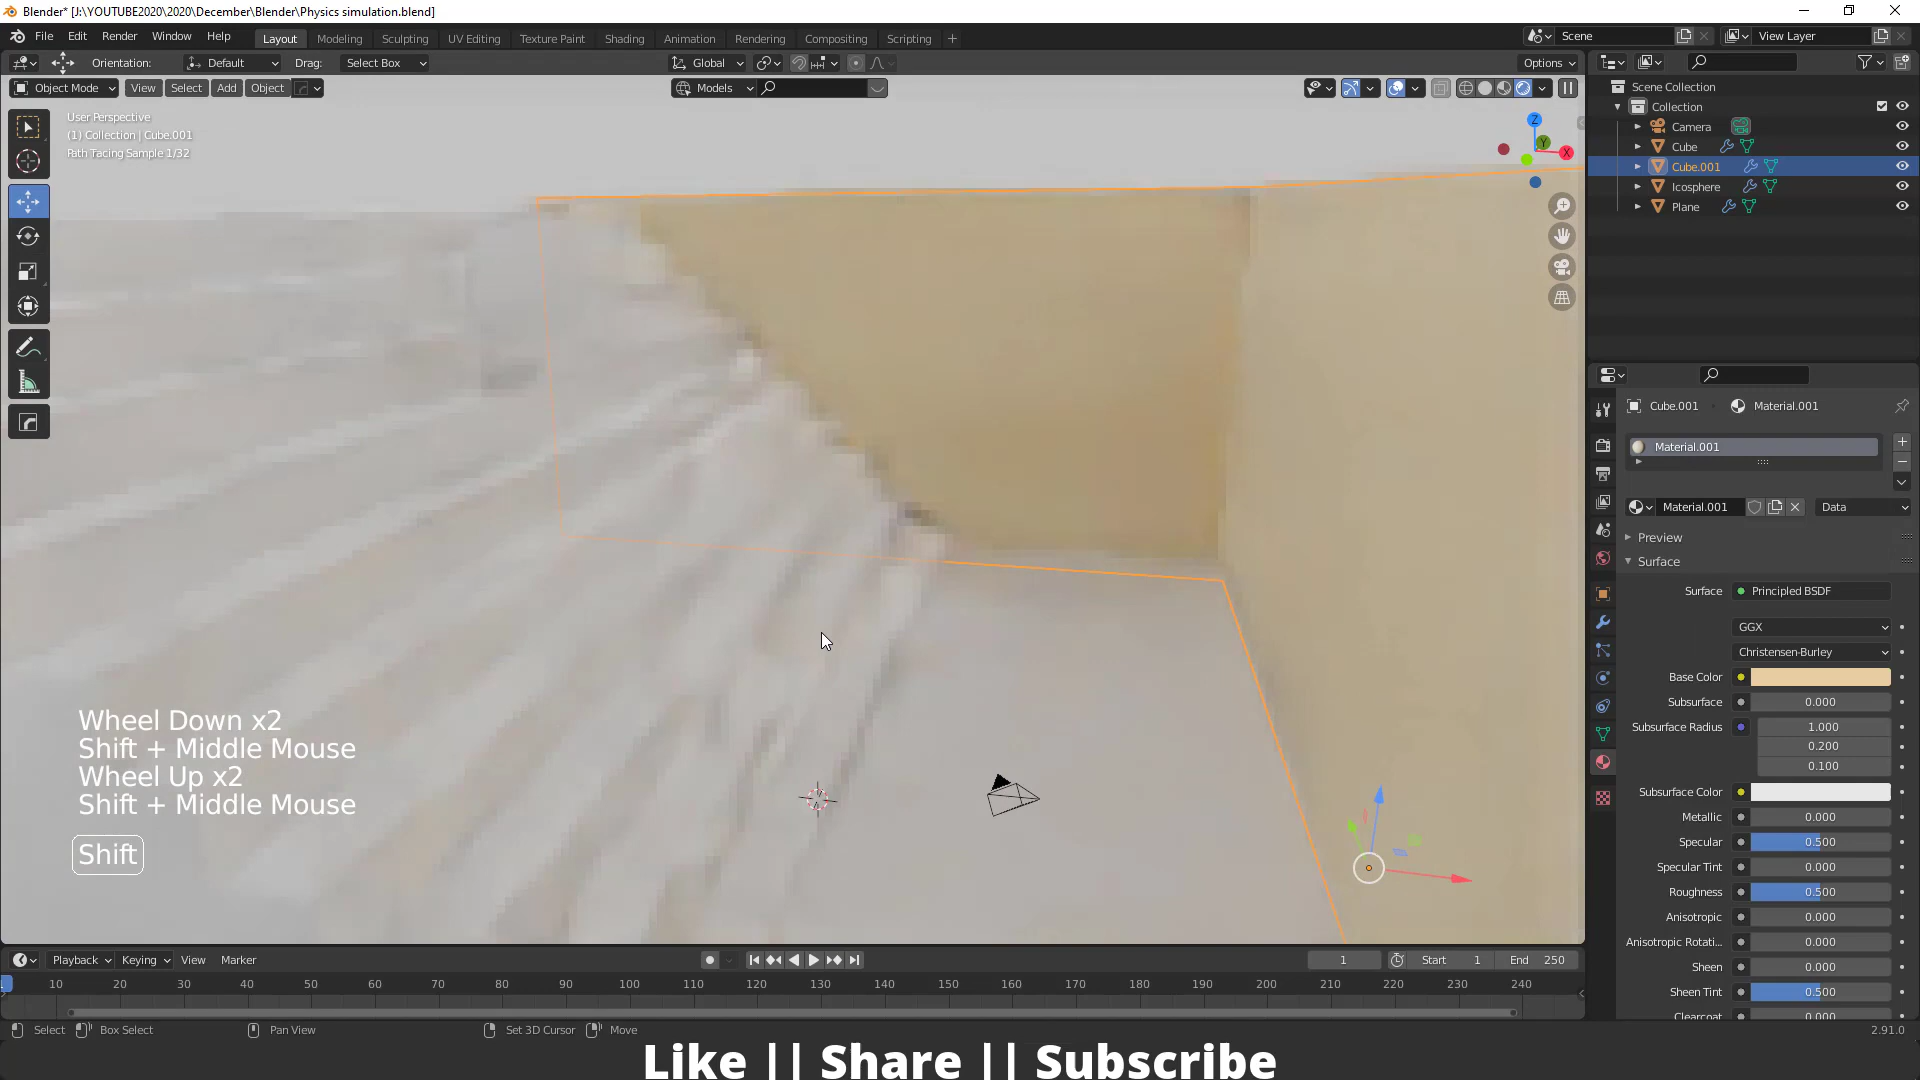 Blender* [J:\YOUTUBE2020\2020\December\Blender\Physics simulation.blend]
File Edit Render Window Help
Layout Modeling Sculpting UV Editing Texture Paint Shading Animation Rendering Compositing Scripting +
Scene
View Layer
Orientation: Default Drag: Select Box
Global
Options
Object Mode View Select Add Object
Models
User Perspective
(1) Collection | Cube.001
Path Tacing Sample 1/32
Z
Y
X
Scene Collection
Collection
Camera
Cube
Cube.001
Icosphere
Plane
Cube.001 Material.001
Material.001
Material.001 Data
Preview
Surface
Surface Principled BSDF
GGX
Christensen-Burley
Base Color
Subsurface 0.000
Subsurface Radius 1.000
0.200
0.100
Subsurface Color
Metallic 0.000
Specular 0.500
Specular Tint 0.000
Roughness 0.500
Anisotropic 0.000
Anisotropic Rotati... 0.000
Sheen 0.000
Sheen Tint 0.500
Clearcoat 0.000
Wheel Down x2
Shift + Middle Mouse
Wheel Up x2
Shift + Middle Mouse
Shift
Playback Keying View Marker
1 Start 1 End 250
10 20 30 40 50 60 70 80 90 100 110 120 130 140 150 160 170 180 190 200 210 220 230 240
Select Box Select Pan View Set 3D Cursor Move
2.91.0
Like || Share || Subscribe